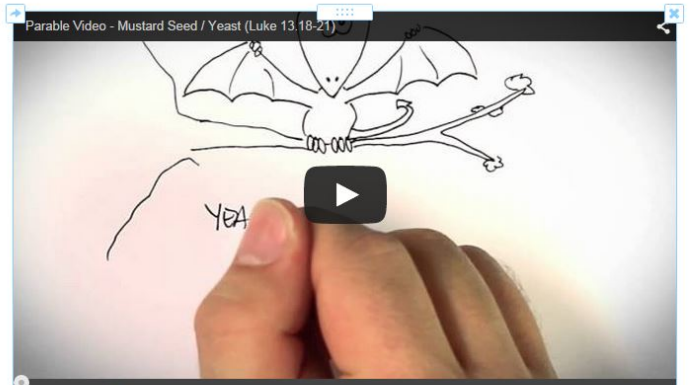 Parable Video - Mustard Seed / Yeast (Luke 13.18-21)
YEA